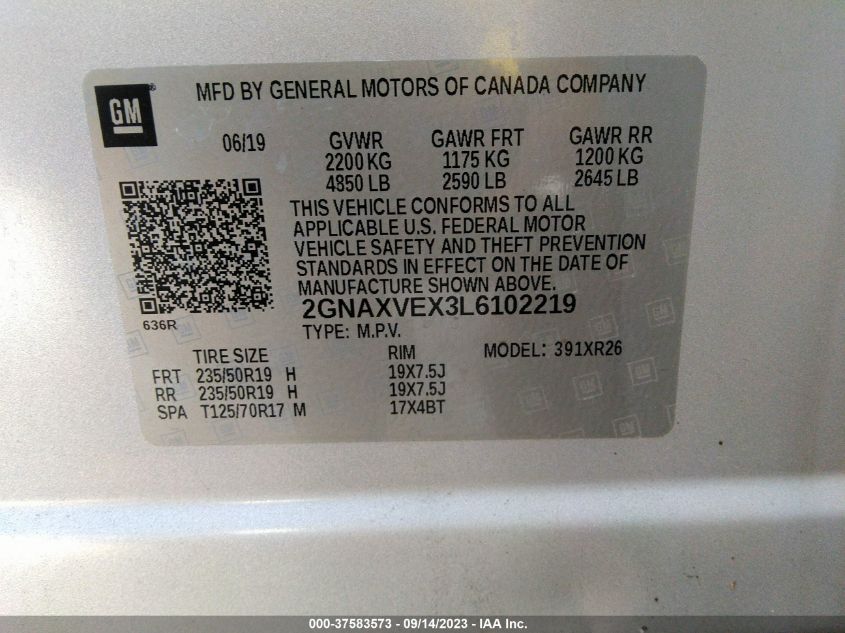 GM
MFD BY GENERAL MOTORS OF CANADA COMPANY
06/19 GVWR GAWR FRT GAWR RR
2200 KG 1175 KG 1200 KG
4850 LB 2590 LB 2645 LB
THIS VEHICLE CONFORMS TO ALL
APPLICABLE U.S. FEDERAL MOTOR
VEHICLE SAFETY AND THEFT PREVENTION
STANDARDS IN EFFECT ON THE DATE OF
MANUFACTURE SHOWN ABOVE.
2GNAXVEX3L6102219
636R
TYPE: M.P.V.
TIRE SIZE RIM MODEL: 391XR26
FRT 235/50R19 H 19X7.5J
RR 235/50R19 H 19X7.5J
SPA T125/70R17 M 17X4BT
000-37583573 - 09/14/2023 - IAA Inc.